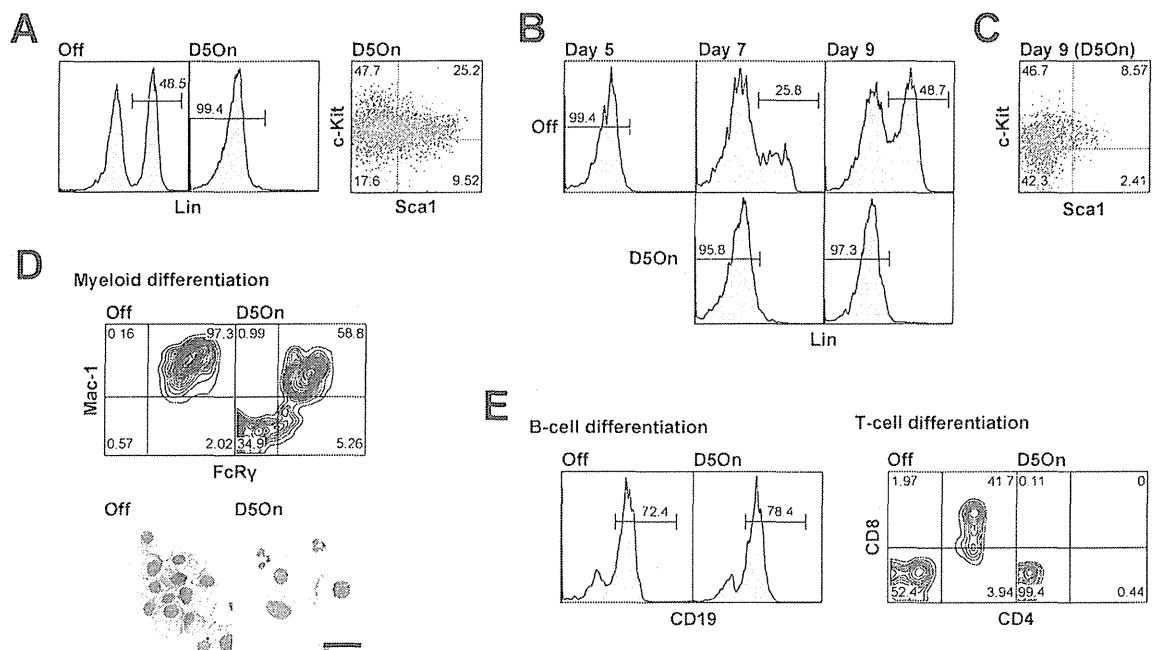 A
Off
D5On
D5On
48.5
99.4
47.7
25.2
17.6
9.52
c-Kit
Lin
Sca1
B
Day 5
Day 7
Day 9
Off
99.4
25.8
48.7
D5On
95.8
97.3
Lin
C
Day 9 (D5On)
46.7
8.57
42.3
2.41
c-Kit
Sca1
D
Myeloid differentiation
Off
D5On
0.16
97.3
0.99
58.8
0.57
2.02
34.9
5.26
Mac-1
FcRγ
Off
D5On
E
B-cell differentiation
Off
D5On
72.4
78.4
CD19
T-cell differentiation
Off
D5On
1.97
41.7
0.11
0
52.4
3.94
99.4
0.44
CD8
CD4